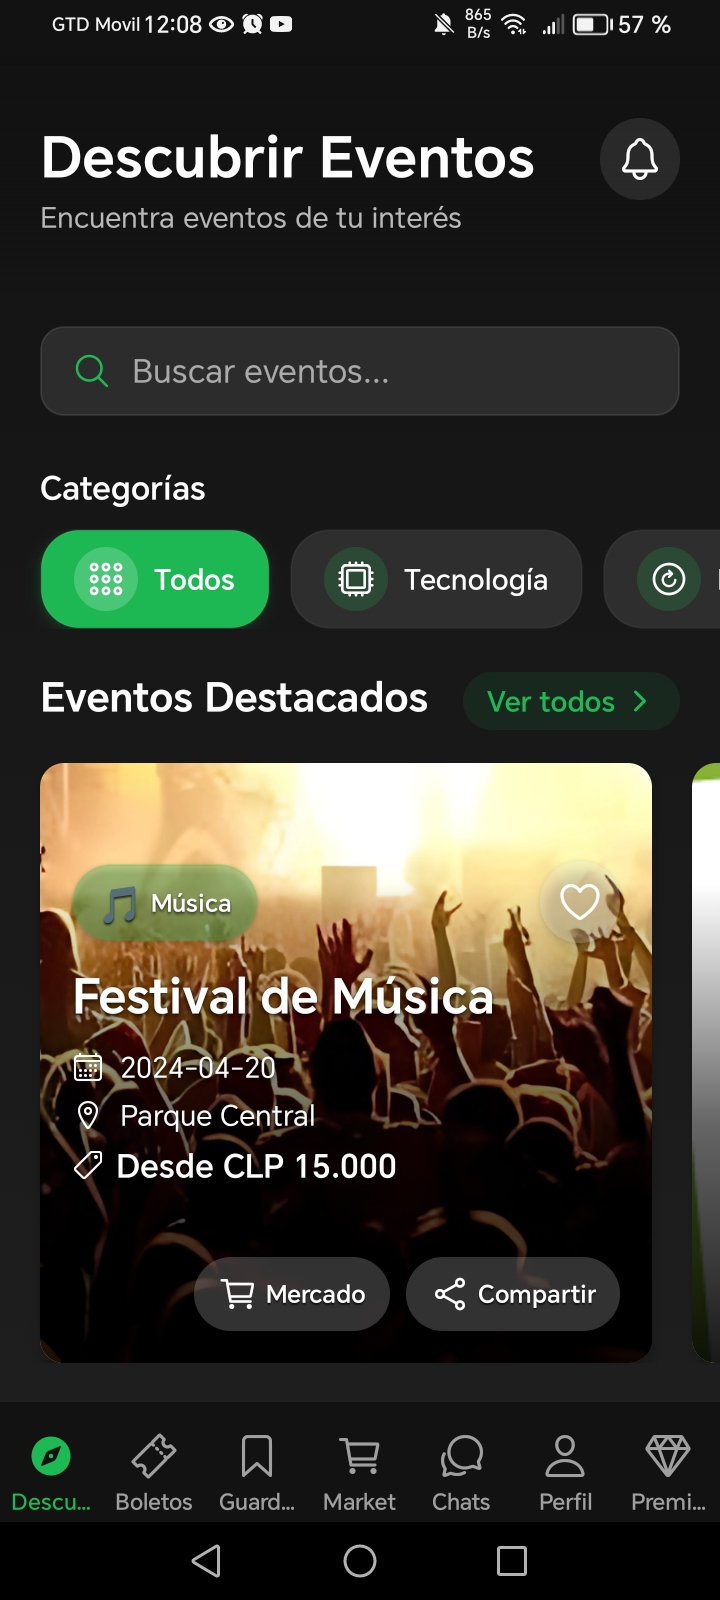 GTD Movil 12:08 865 B/s 57 %
Descubrir Eventos
Encuentra eventos de tu interés
Buscar eventos...
Categorías
Todos Tecnología
Eventos Destacados Ver todos
Música
Festival de Música
2024-04-20
Parque Central
Desde CLP 15.000
Mercado Compartir
Descu... Boletos Guard... Market Chats Perfil Premi...